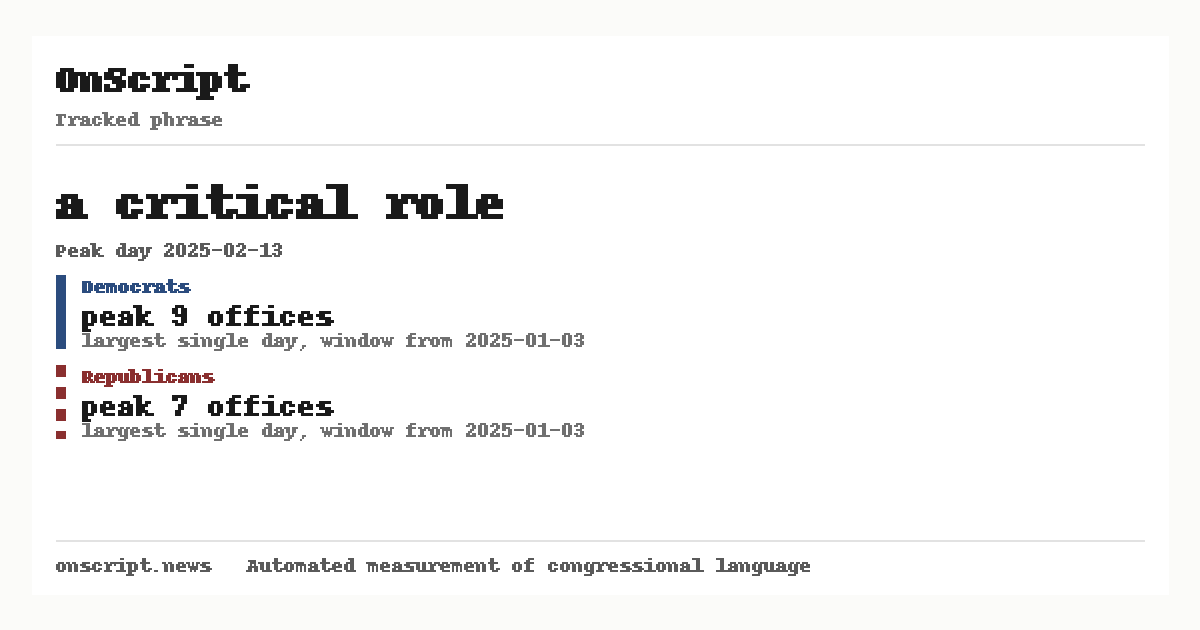 OnScript
Tracked phrase
a critical role
Peak day 2025-02-13
Democrats
peak 9 offices
largest single day, window from 2025-01-03
Republicans
peak 7 offices
largest single day, window from 2025-01-03
onscript.news   Automated measurement of congressional language